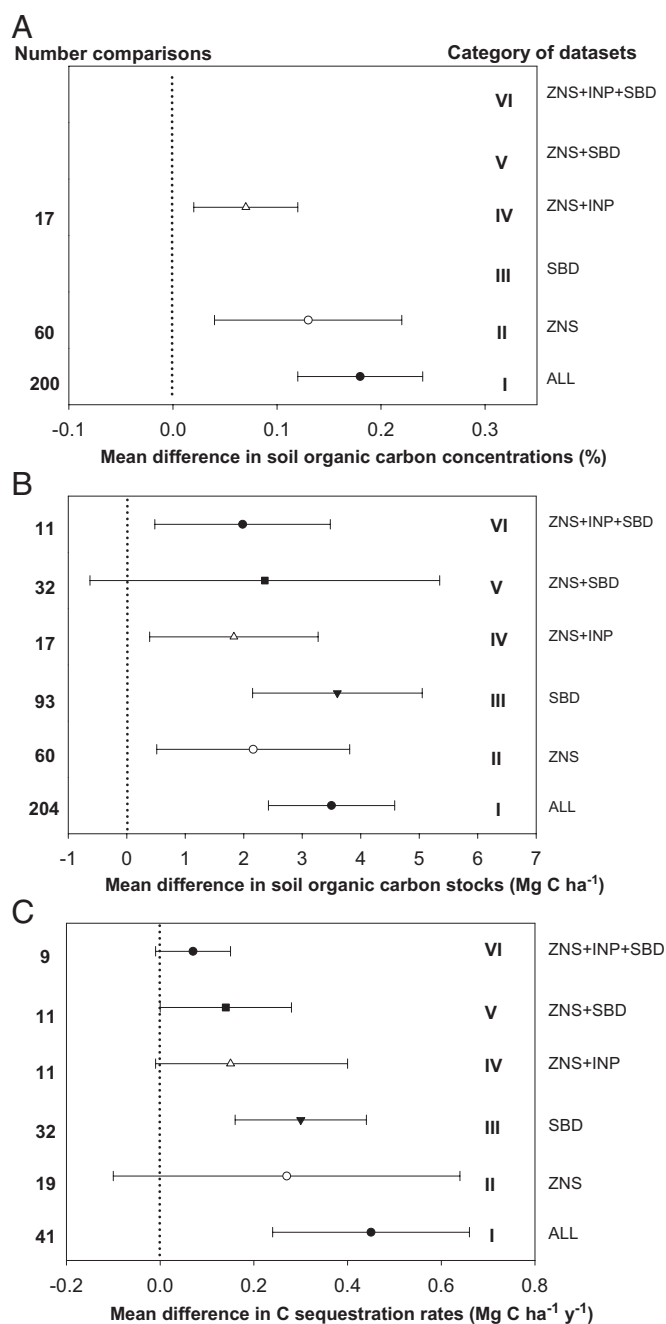 A
Number comparisons Category of datasets
VI ZNS+INP+SBD
V ZNS+SBD
17 IV ZNS+INP
III SBD
60 II ZNS
200 I ALL
-0.1 0.0 0.1 0.2 0.3
Mean difference in soil organic carbon concentrations (%)
B
11 VI ZNS+INP+SBD
32 V ZNS+SBD
17 IV ZNS+INP
93 III SBD
60 II ZNS
204 I ALL
-1 0 1 2 3 4 5 6 7
Mean difference in soil organic carbon stocks (Mg C ha⁻¹)
C
9 VI ZNS+INP+SBD
11 V ZNS+SBD
11 IV ZNS+INP
32 III SBD
19 II ZNS
41 I ALL
-0.2 0.0 0.2 0.4 0.6 0.8
Mean difference in C sequestration rates (Mg C ha⁻¹ y⁻¹)